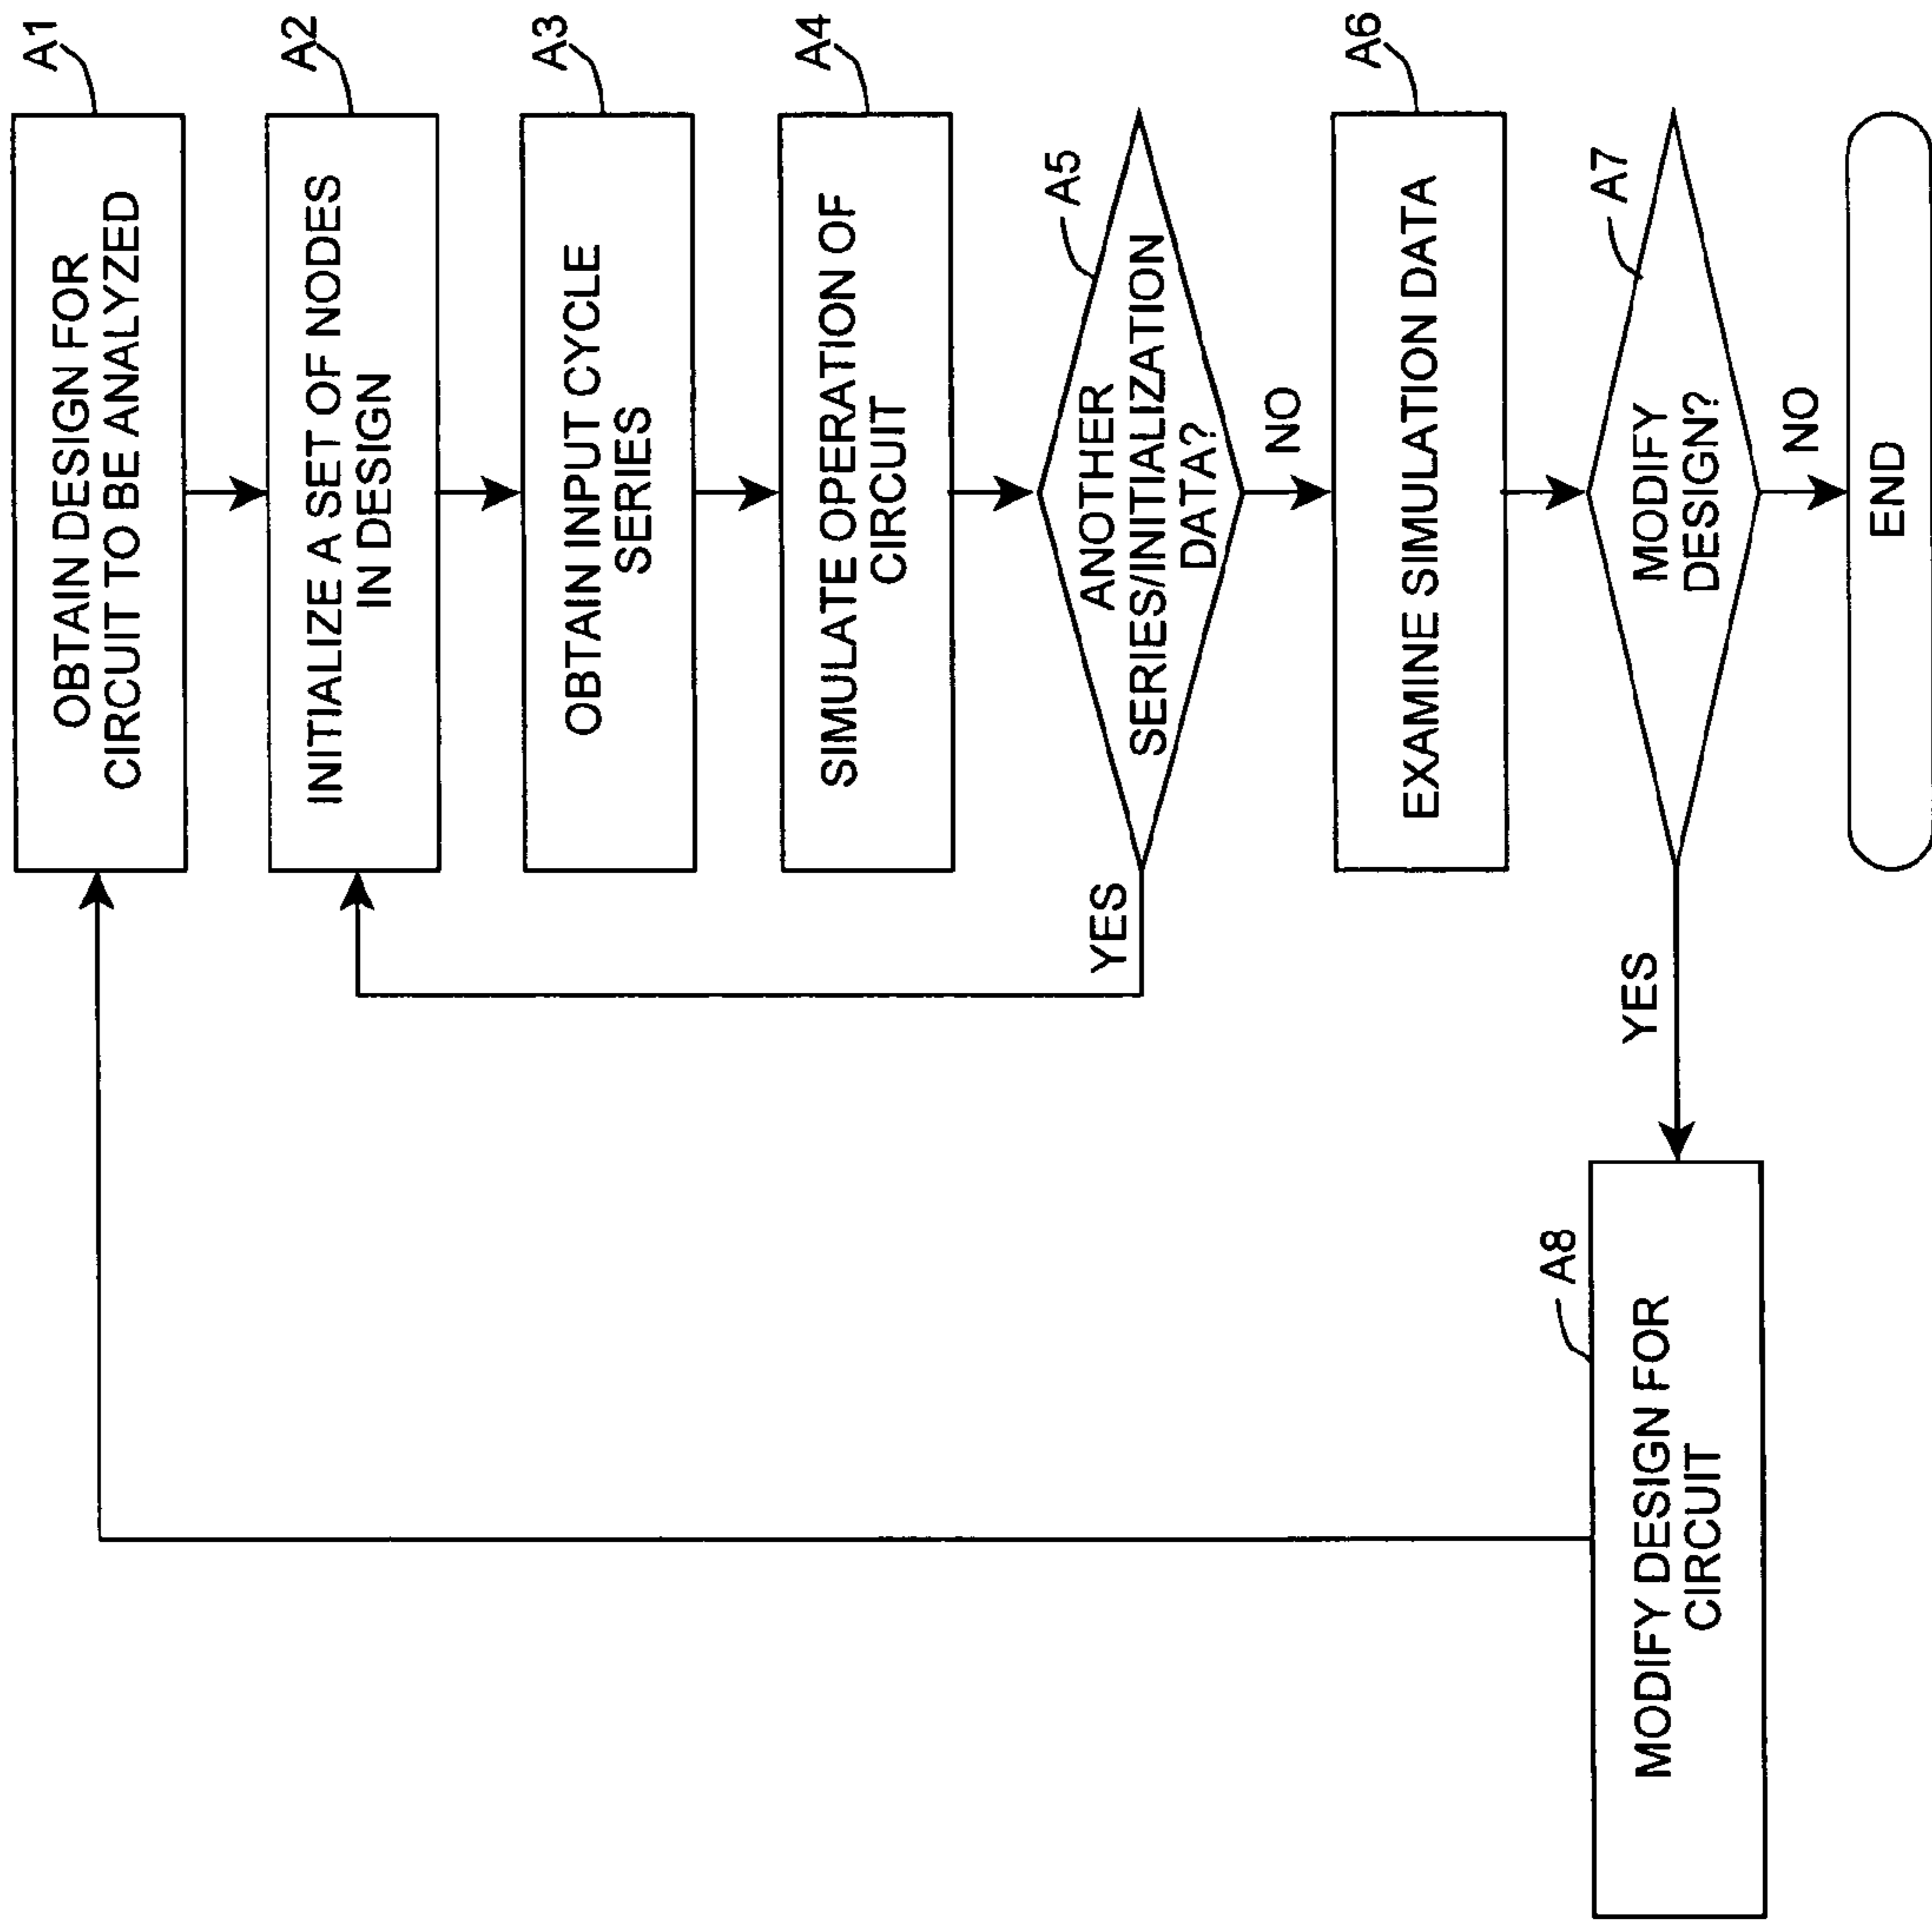 A1
OBTAIN DESIGN FOR
CIRCUIT TO BE ANALYZED
A2
INITIALIZE A SET OF NODES
IN DESIGN
A3
OBTAIN INPUT CYCLE
SERIES
A4
SIMULATE OPERATION OF
CIRCUIT
A5
ANOTHER
SERIES/INITIALIZATION
DATA?
YES
NO
A6
EXAMINE SIMULATION DATA
A7
MODIFY
DESIGN?
YES
NO
A8
MODIFY DESIGN FOR
CIRCUIT
END